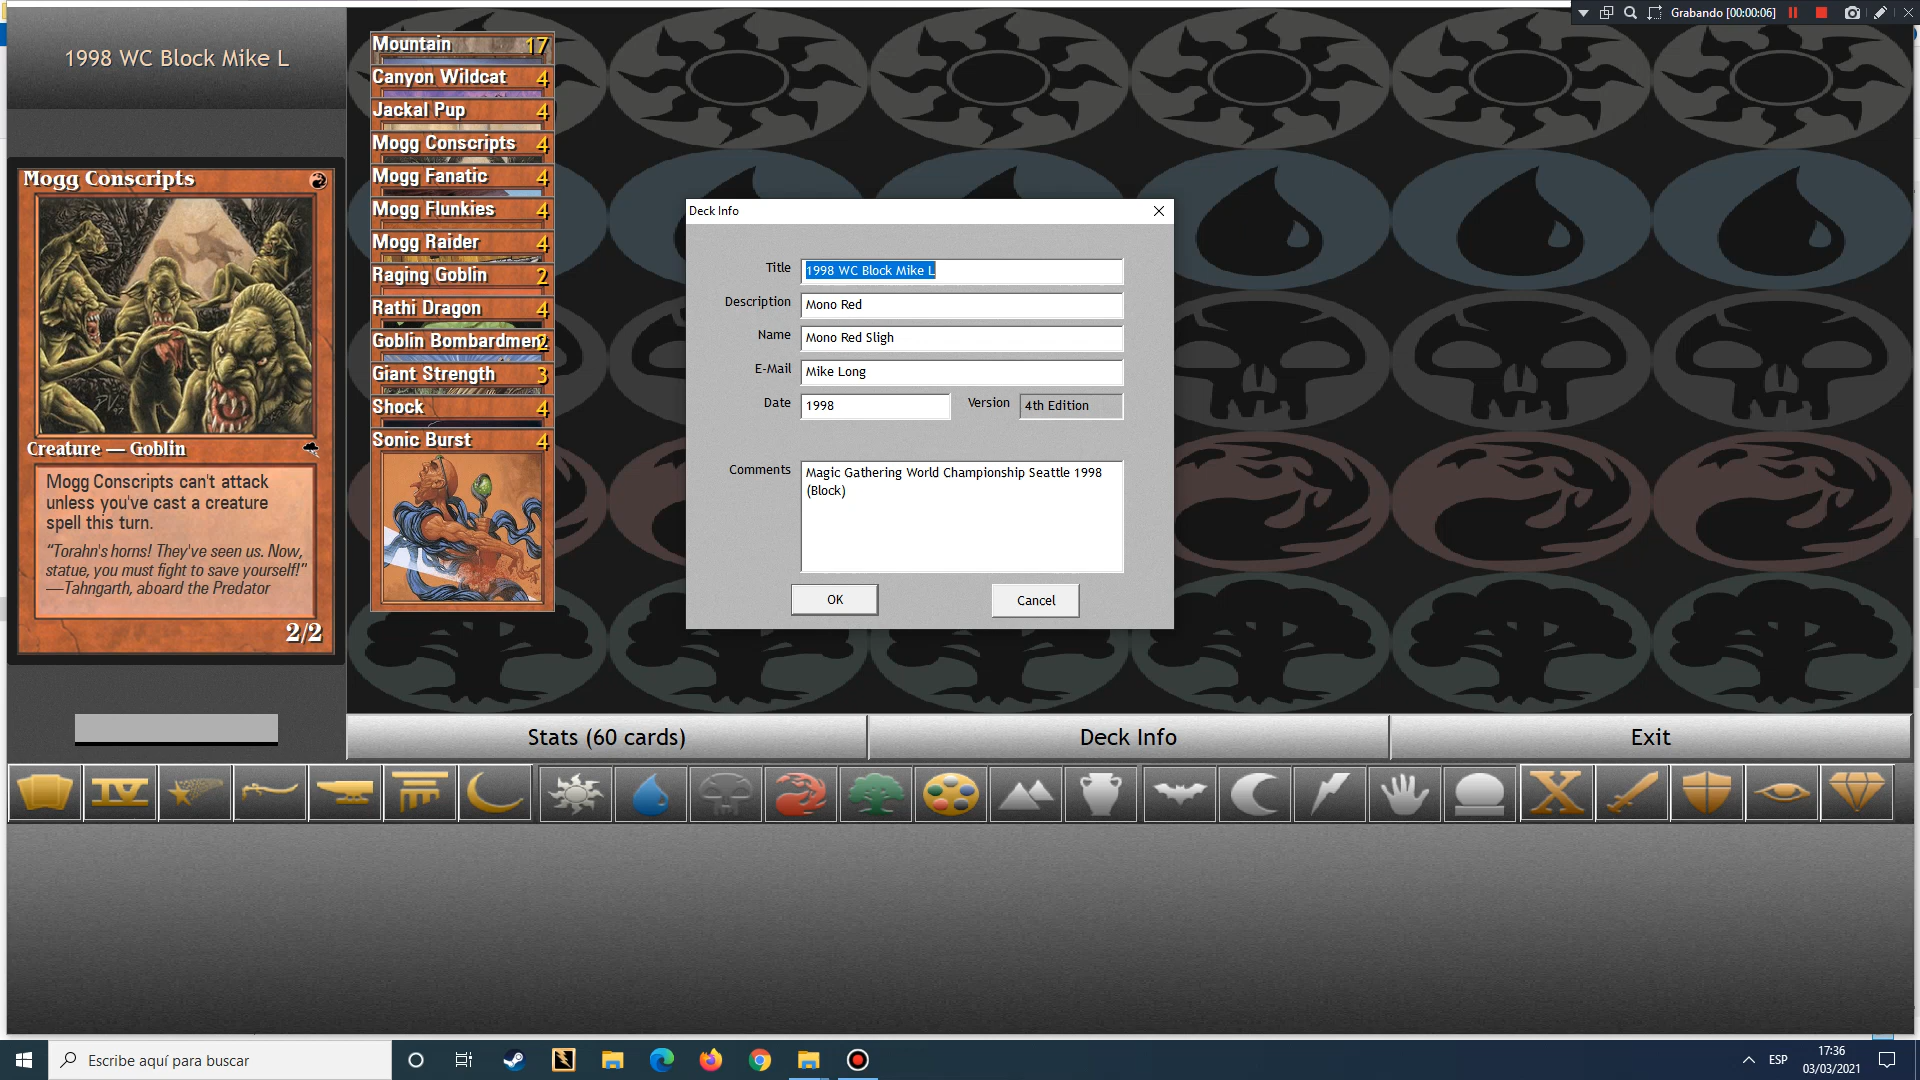 Grabando [00:00:06]
1998 WC Block Mike L
Mogg Conscripts
Creature — Goblin
Mogg Conscripts can't attack
unless you've cast a creature
spell this turn.
“Torahn's horns! They've seen us. Now,
statue, you must fight to save yourself!”
—Tahngarth, aboard the Predator
2/2
Mountain 17
Canyon Wildcat 4
Jackal Pup 4
Mogg Conscripts 4
Mogg Fanatic 4
Mogg Flunkies 4
Mogg Raider 4
Raging Goblin 2
Rathi Dragon 4
Goblin Bombardmen 2
Giant Strength 3
Shock 4
Sonic Burst 4
Deck Info
Title 1998 WC Block Mike L
Description Mono Red
Name Mono Red Sligh
E-Mail Mike Long
Date 1998 Version 4th Edition
Comments Magic Gathering World Championship Seattle 1998
(Block)
OK Cancel
Stats (60 cards) Deck Info Exit
IV X
Escribe aquí para buscar
ESP
17:36
03/03/2021